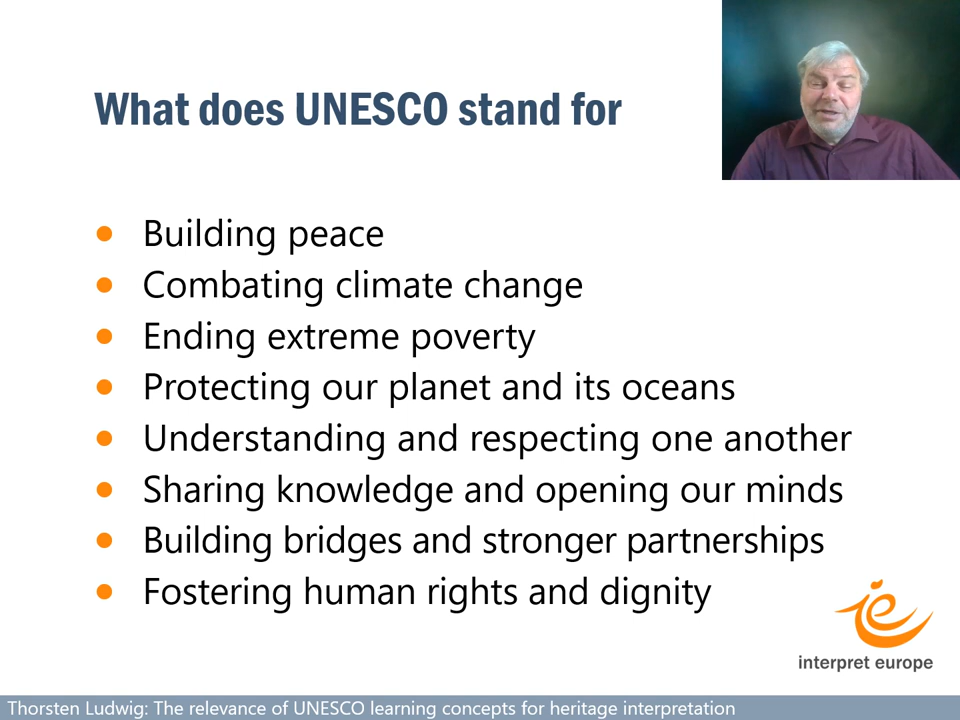 What does UNESCO stand for
Building peace
Combating climate change
Ending extreme poverty
Protecting our planet and its oceans
Understanding and respecting one another
Sharing knowledge and opening our minds
Building bridges and stronger partnerships
Fostering human rights and dignity
interpret europe
Thorsten Ludwig: The relevance of UNESCO learning concepts for heritage interpretation